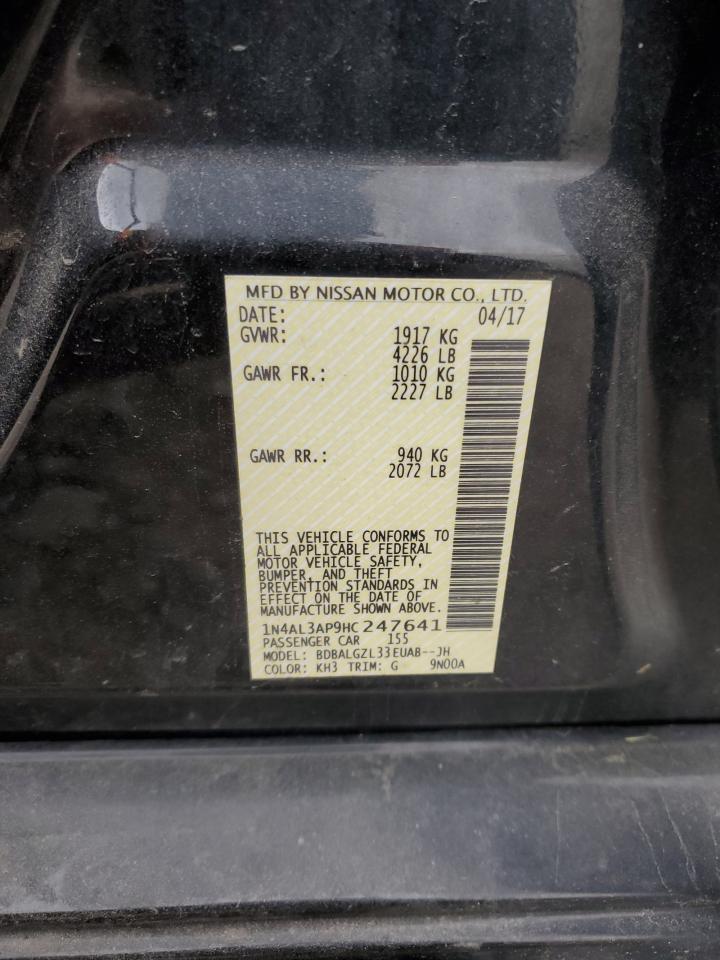 MFD BY NISSAN MOTOR CO., LTD.
DATE: 04/17
GVWR: 1917 KG
4226 LB
GAWR FR.: 1010 KG
2227 LB
GAWR RR.: 940 KG
2072 LB
THIS VEHICLE CONFORMS TO
ALL APPLICABLE FEDERAL
MOTOR VEHICLE SAFETY,
BUMPER, AND THEFT
PREVENTION STANDARDS IN
EFFECT ON THE DATE OF
MANUFACTURE SHOWN ABOVE.
1N4AL3AP9HC247641
PASSENGER CAR 155
MODEL: BDBALGZL33EUAB--JH
COLOR: KH3 TRIM: G 9N00A